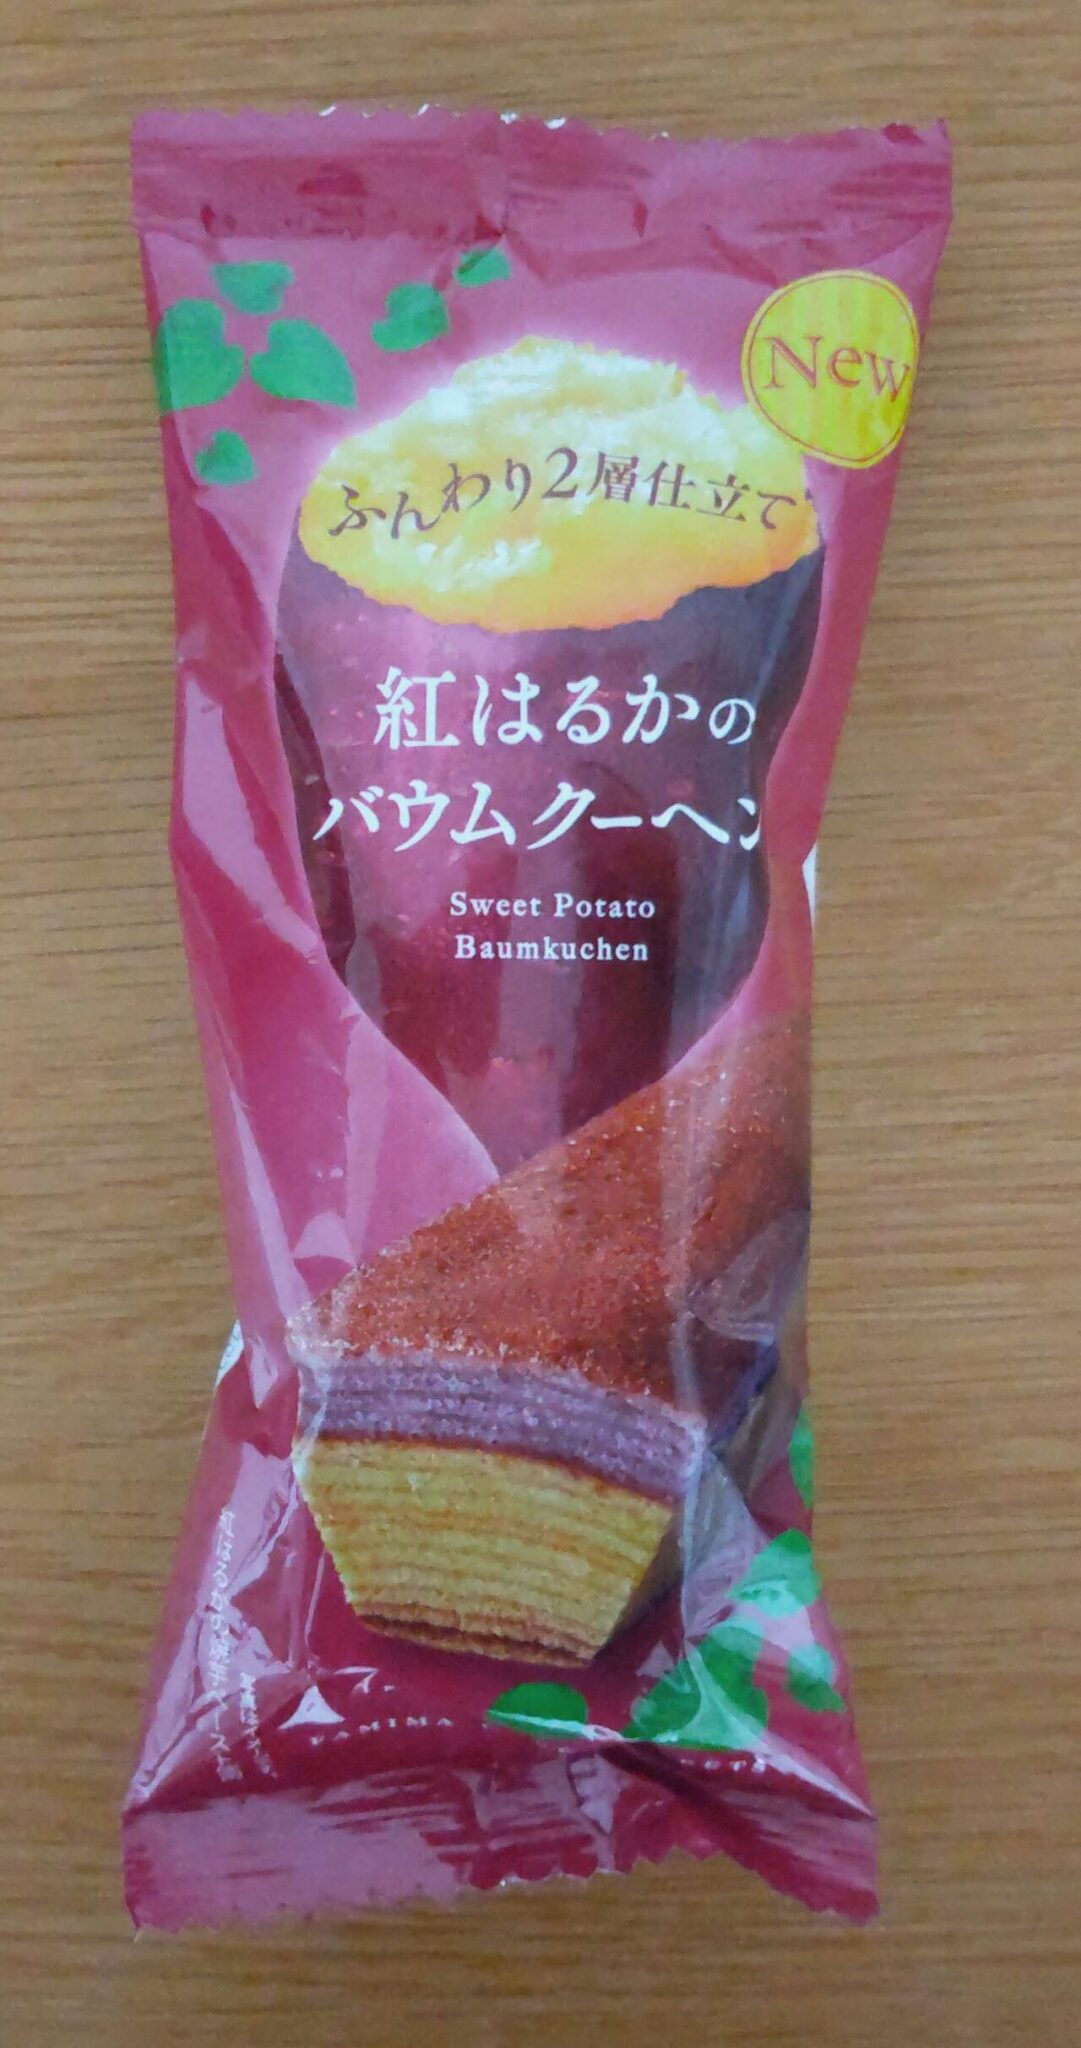 New
ふんわり2層仕立て
紅はるかの
バウムクーヘン
Sweet Potato
Baumkuchen
FAMIMA